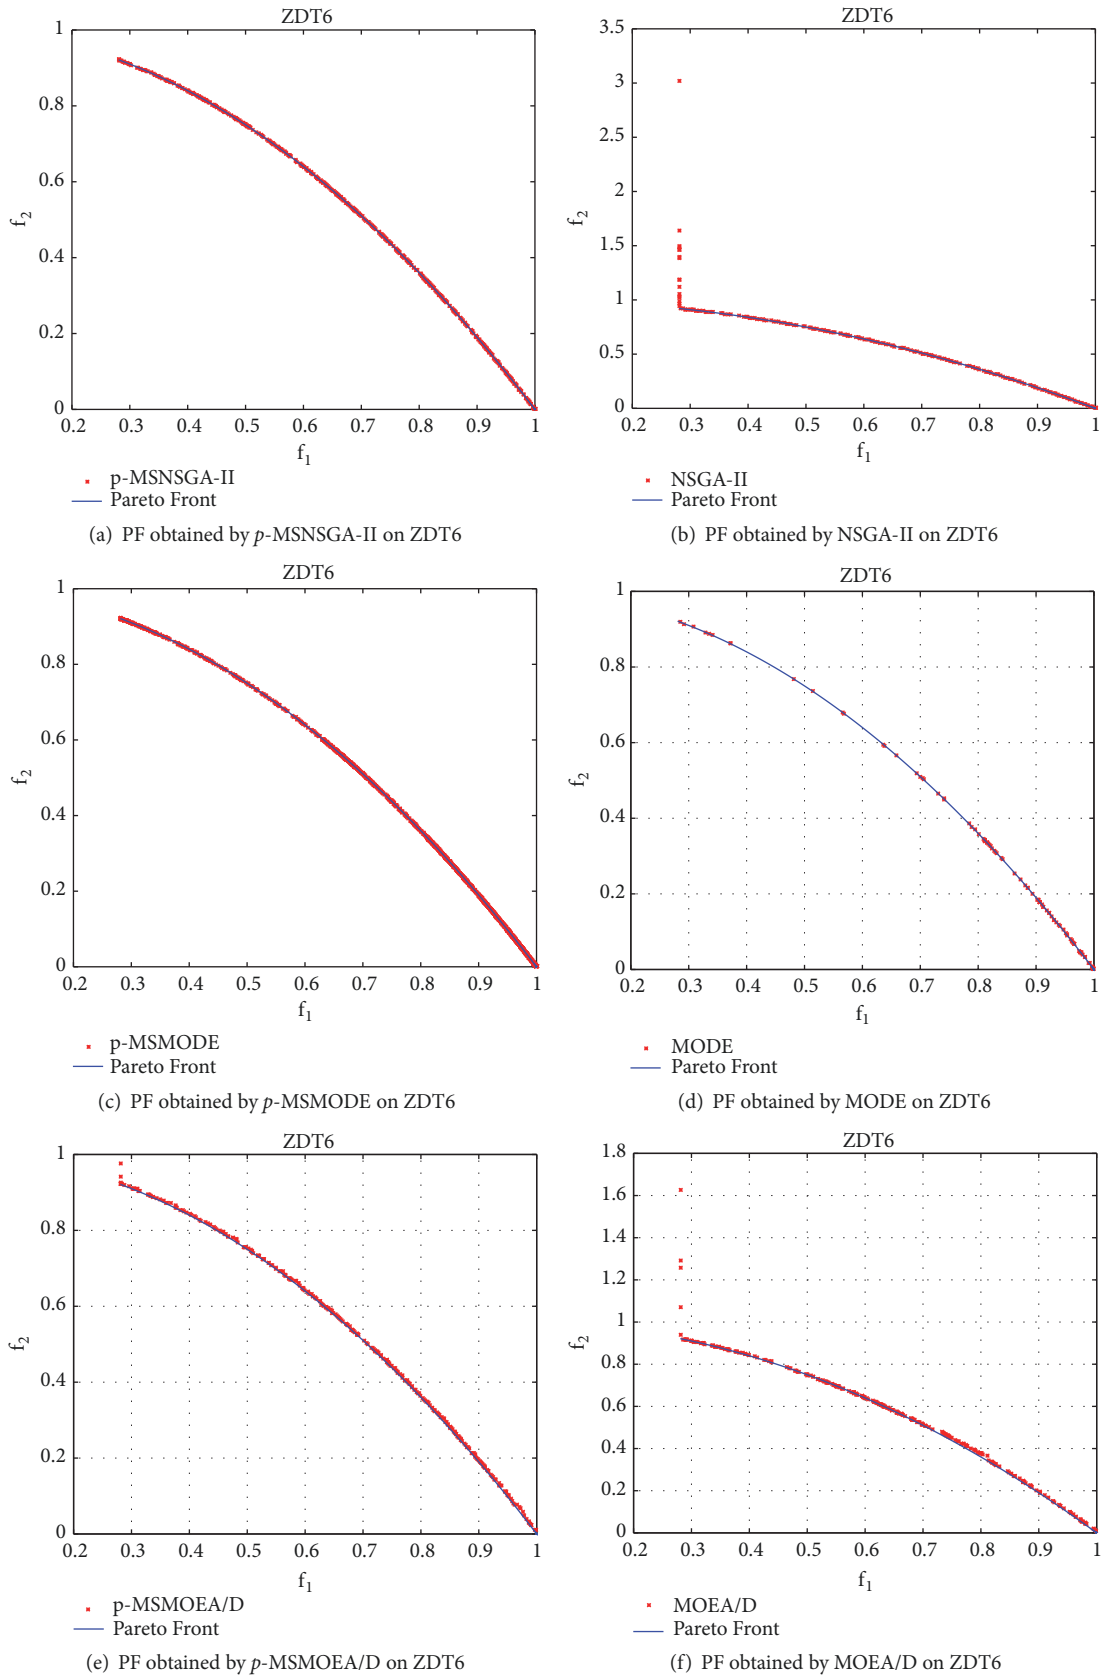 ZDT6
1
0.8
0.6
0.4
0.2
0
f2
0.2 0.3 0.4 0.5 0.6 0.7 0.8 0.9 1
f1
p-MSNSGA-II
Pareto Front
(a) PF obtained by p-MSNSGA-II on ZDT6
ZDT6
3.5
3
2.5
2
1.5
1
0.5
0
f2
0.2 0.3 0.4 0.5 0.6 0.7 0.8 0.9 1
f1
NSGA-II
Pareto Front
(b) PF obtained by NSGA-II on ZDT6
ZDT6
1
0.8
0.6
0.4
0.2
0
f2
0.2 0.3 0.4 0.5 0.6 0.7 0.8 0.9 1
f1
p-MSMODE
Pareto Front
(c) PF obtained by p-MSMODE on ZDT6
ZDT6
1
0.8
0.6
0.4
0.2
0
f2
0.2 0.3 0.4 0.5 0.6 0.7 0.8 0.9 1
f1
MODE
Pareto Front
(d) PF obtained by MODE on ZDT6
ZDT6
1
0.8
0.6
0.4
0.2
0
f2
0.2 0.3 0.4 0.5 0.6 0.7 0.8 0.9 1
f1
p-MSMOEA/D
Pareto Front
(e) PF obtained by p-MSMOEA/D on ZDT6
ZDT6
1.8
1.6
1.4
1.2
1
0.8
0.6
0.4
0.2
0
f2
0.2 0.3 0.4 0.5 0.6 0.7 0.8 0.9 1
f1
MOEA/D
Pareto Front
(f) PF obtained by MOEA/D on ZDT6